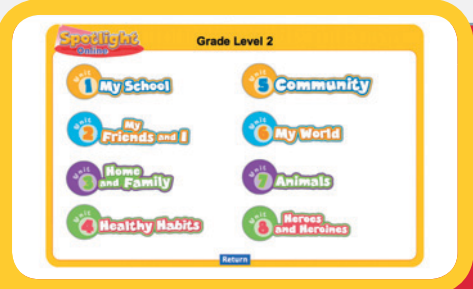 Spotlight
Online
Grade Level 2
Unit
1 My School
Unit
2 My
Friends and I
Unit
3 Home
and Family
Unit
4 Healthy Habits
Unit
5 Community
Unit
6 My World
Unit
7 Animals
Unit
8 Heroes
and Heroines
Return